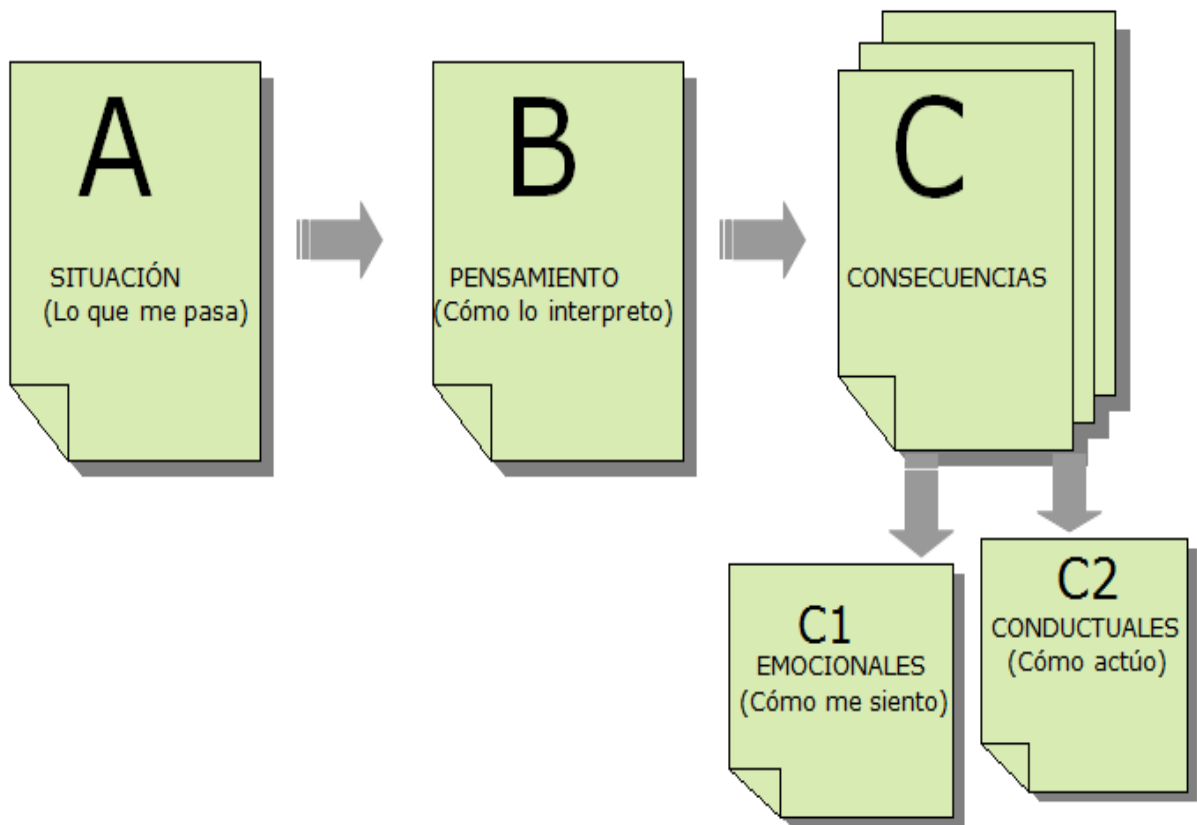 A
SITUACIÓN
(Lo que me pasa)
B
PENSAMIENTO
(Cómo lo interpreto)
C
CONSECUENCIAS
C1
EMOCIONALES
(Cómo me siento)
C2
CONDUCTUALES
(Cómo actúo)